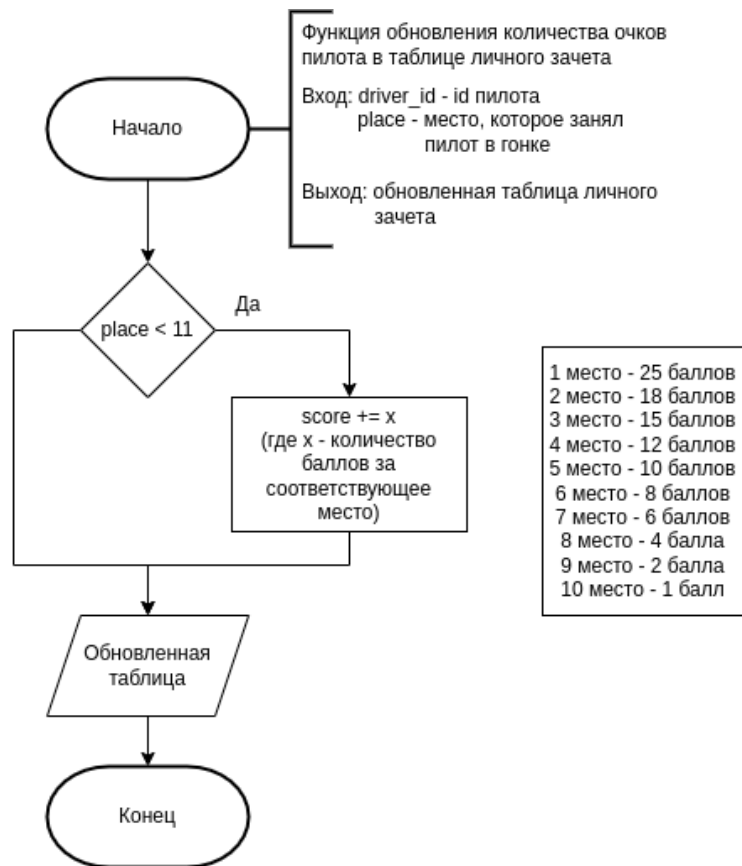 Функция обновления количества очков
пилота в таблице личного зачета
Вход: driver_id - id пилота
place - место, которое занял
пилот в гонке
Выход: обновленная таблица личного
зачета
Начало
place < 11
Да
score += x
(где x - количество
баллов за
соответствующее
место)
1 место - 25 баллов
2 место - 18 баллов
3 место - 15 баллов
4 место - 12 баллов
5 место - 10 баллов
6 место - 8 баллов
7 место - 6 баллов
8 место - 4 балла
9 место - 2 балла
10 место - 1 балл
Обновленная
таблица
Конец